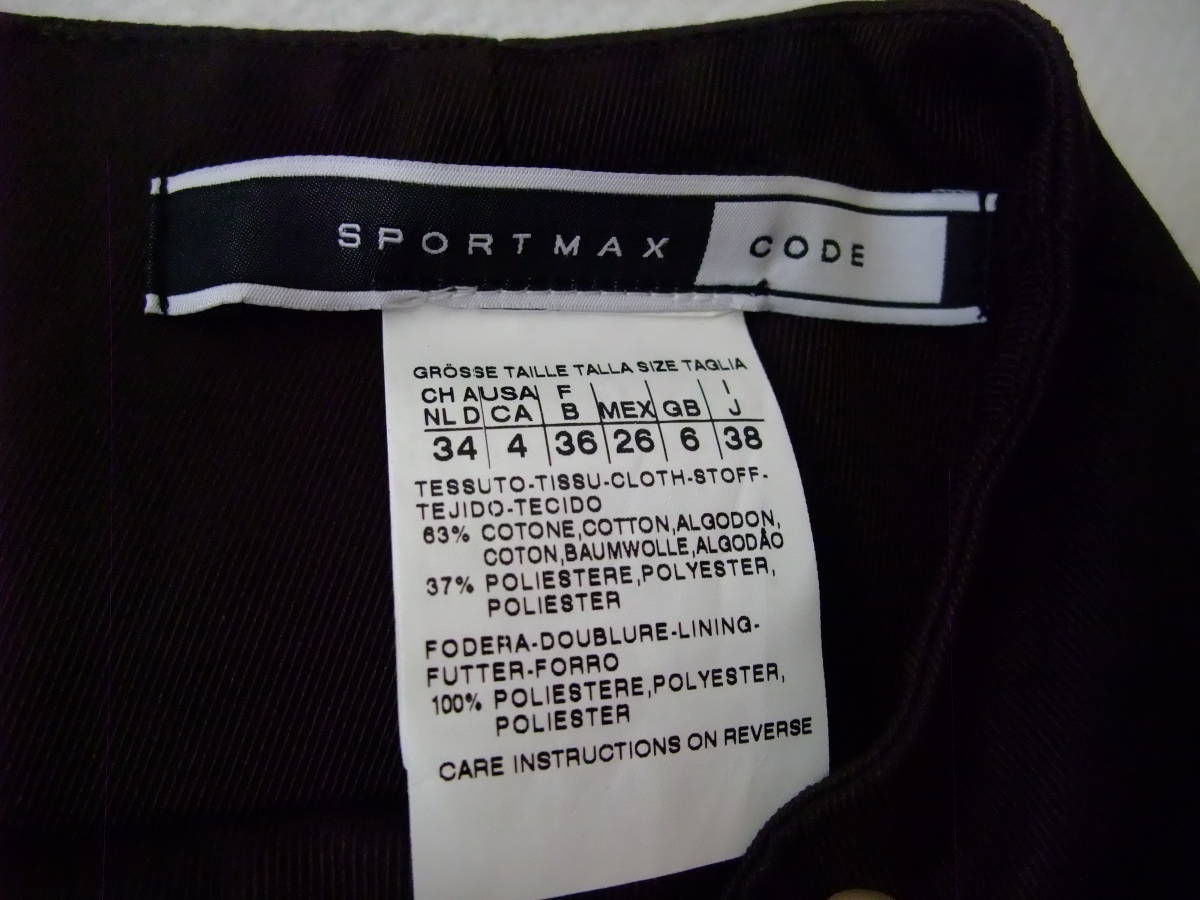 SPORTMAX CODE
GRÖSSE TAILLE TALLA SIZE TAGLIA
CH A USA F I
NL D CA B MEX GB J
34 4 36 26 6 38
TESSUTO-TISSU-CLOTH-STOFF-
TEJIDO-TECIDO
63% COTONE,COTTON,ALGODON,
COTON,BAUMWOLLE,ALGODÃO
37% POLIESTERE,POLYESTER,
POLIESTER
FODERA-DOUBLURE-LINING-
FUTTER-FORRO
100% POLIESTERE,POLYESTER,
POLIESTER
CARE INSTRUCTIONS ON REVERSE